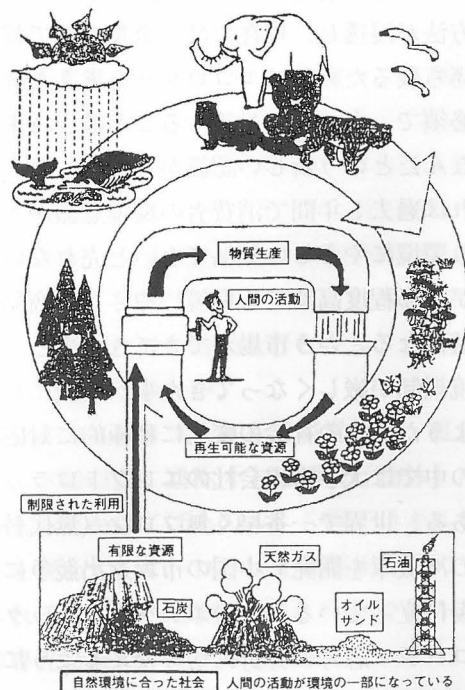 物質生産
人間の活動
再生可能な資源
制限された利用
有限な資源
天然ガス
石油
石炭
オイル
サンド
自然環境に合った社会 人間の活動が環境の一部になっている